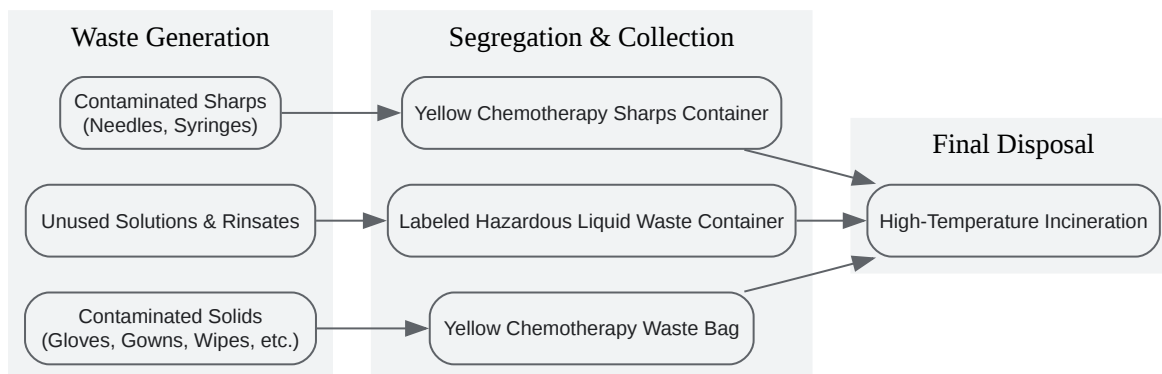 Waste Generation
Segregation & Collection
Final Disposal
Contaminated Sharps
(Needles, Syringes)
Yellow Chemotherapy Sharps Container
Unused Solutions & Rinsates
Labeled Hazardous Liquid Waste Container
High-Temperature Incineration
Contaminated Solids
(Gloves, Gowns, Wipes, etc.)
Yellow Chemotherapy Waste Bag